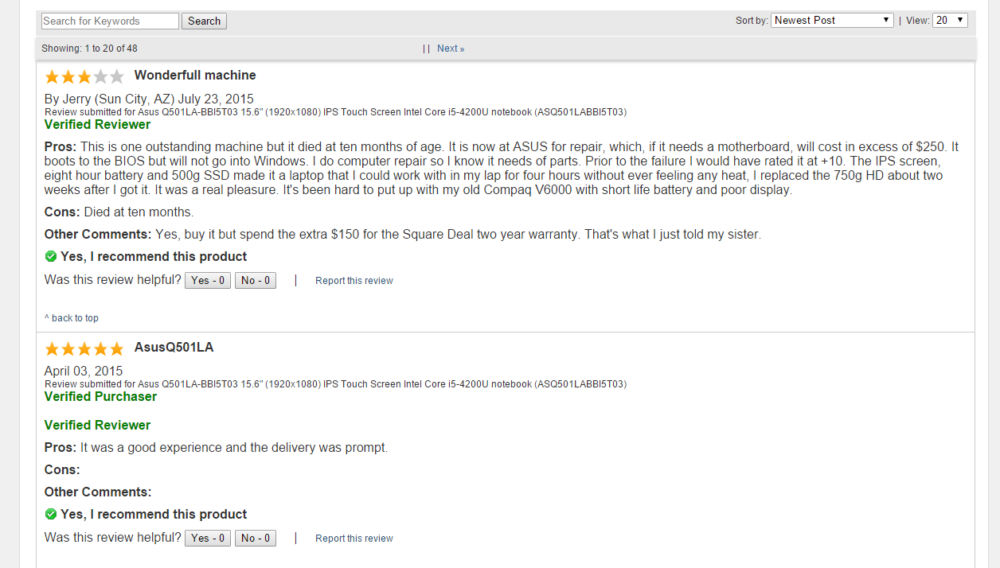 Search for Keywords Search Sort by: Newest Post | View: 20
Showing: 1 to 20 of 48 | | Next »
Wonderfull machine
By Jerry (Sun City, AZ) July 23, 2015
Review submitted for Asus Q501LA-BBI5T03 15.6" (1920x1080) IPS Touch Screen Intel Core i5-4200U notebook (ASQ501LABBI5T03)
Verified Reviewer
Pros: This is one outstanding machine but it died at ten months of age. It is now at ASUS for repair, which, if it needs a motherboard, will cost in excess of $250. It
boots to the BIOS but will not go into Windows. I do computer repair so I know it needs of parts. Prior to the failure I would have rated it at +10. The IPS screen,
eight hour battery and 500g SSD made it a laptop that I could work with in my lap for four hours without ever feeling any heat, I replaced the 750g HD about two
weeks after I got it. It was a real pleasure. It's been hard to put up with my old Compaq V6000 with short life battery and poor display.
Cons: Died at ten months.
Other Comments: Yes, buy it but spend the extra $150 for the Square Deal two year warranty. That's what I just told my sister.
Yes, I recommend this product
Was this review helpful? Yes - 0 No - 0 | Report this review
^ back to top
AsusQ501LA
April 03, 2015
Review submitted for Asus Q501LA-BBI5T03 15.6" (1920x1080) IPS Touch Screen Intel Core i5-4200U notebook (ASQ501LABBI5T03)
Verified Purchaser
Verified Reviewer
Pros: It was a good experience and the delivery was prompt.
Cons:
Other Comments:
Yes, I recommend this product
Was this review helpful? Yes - 0 No - 0 | Report this review